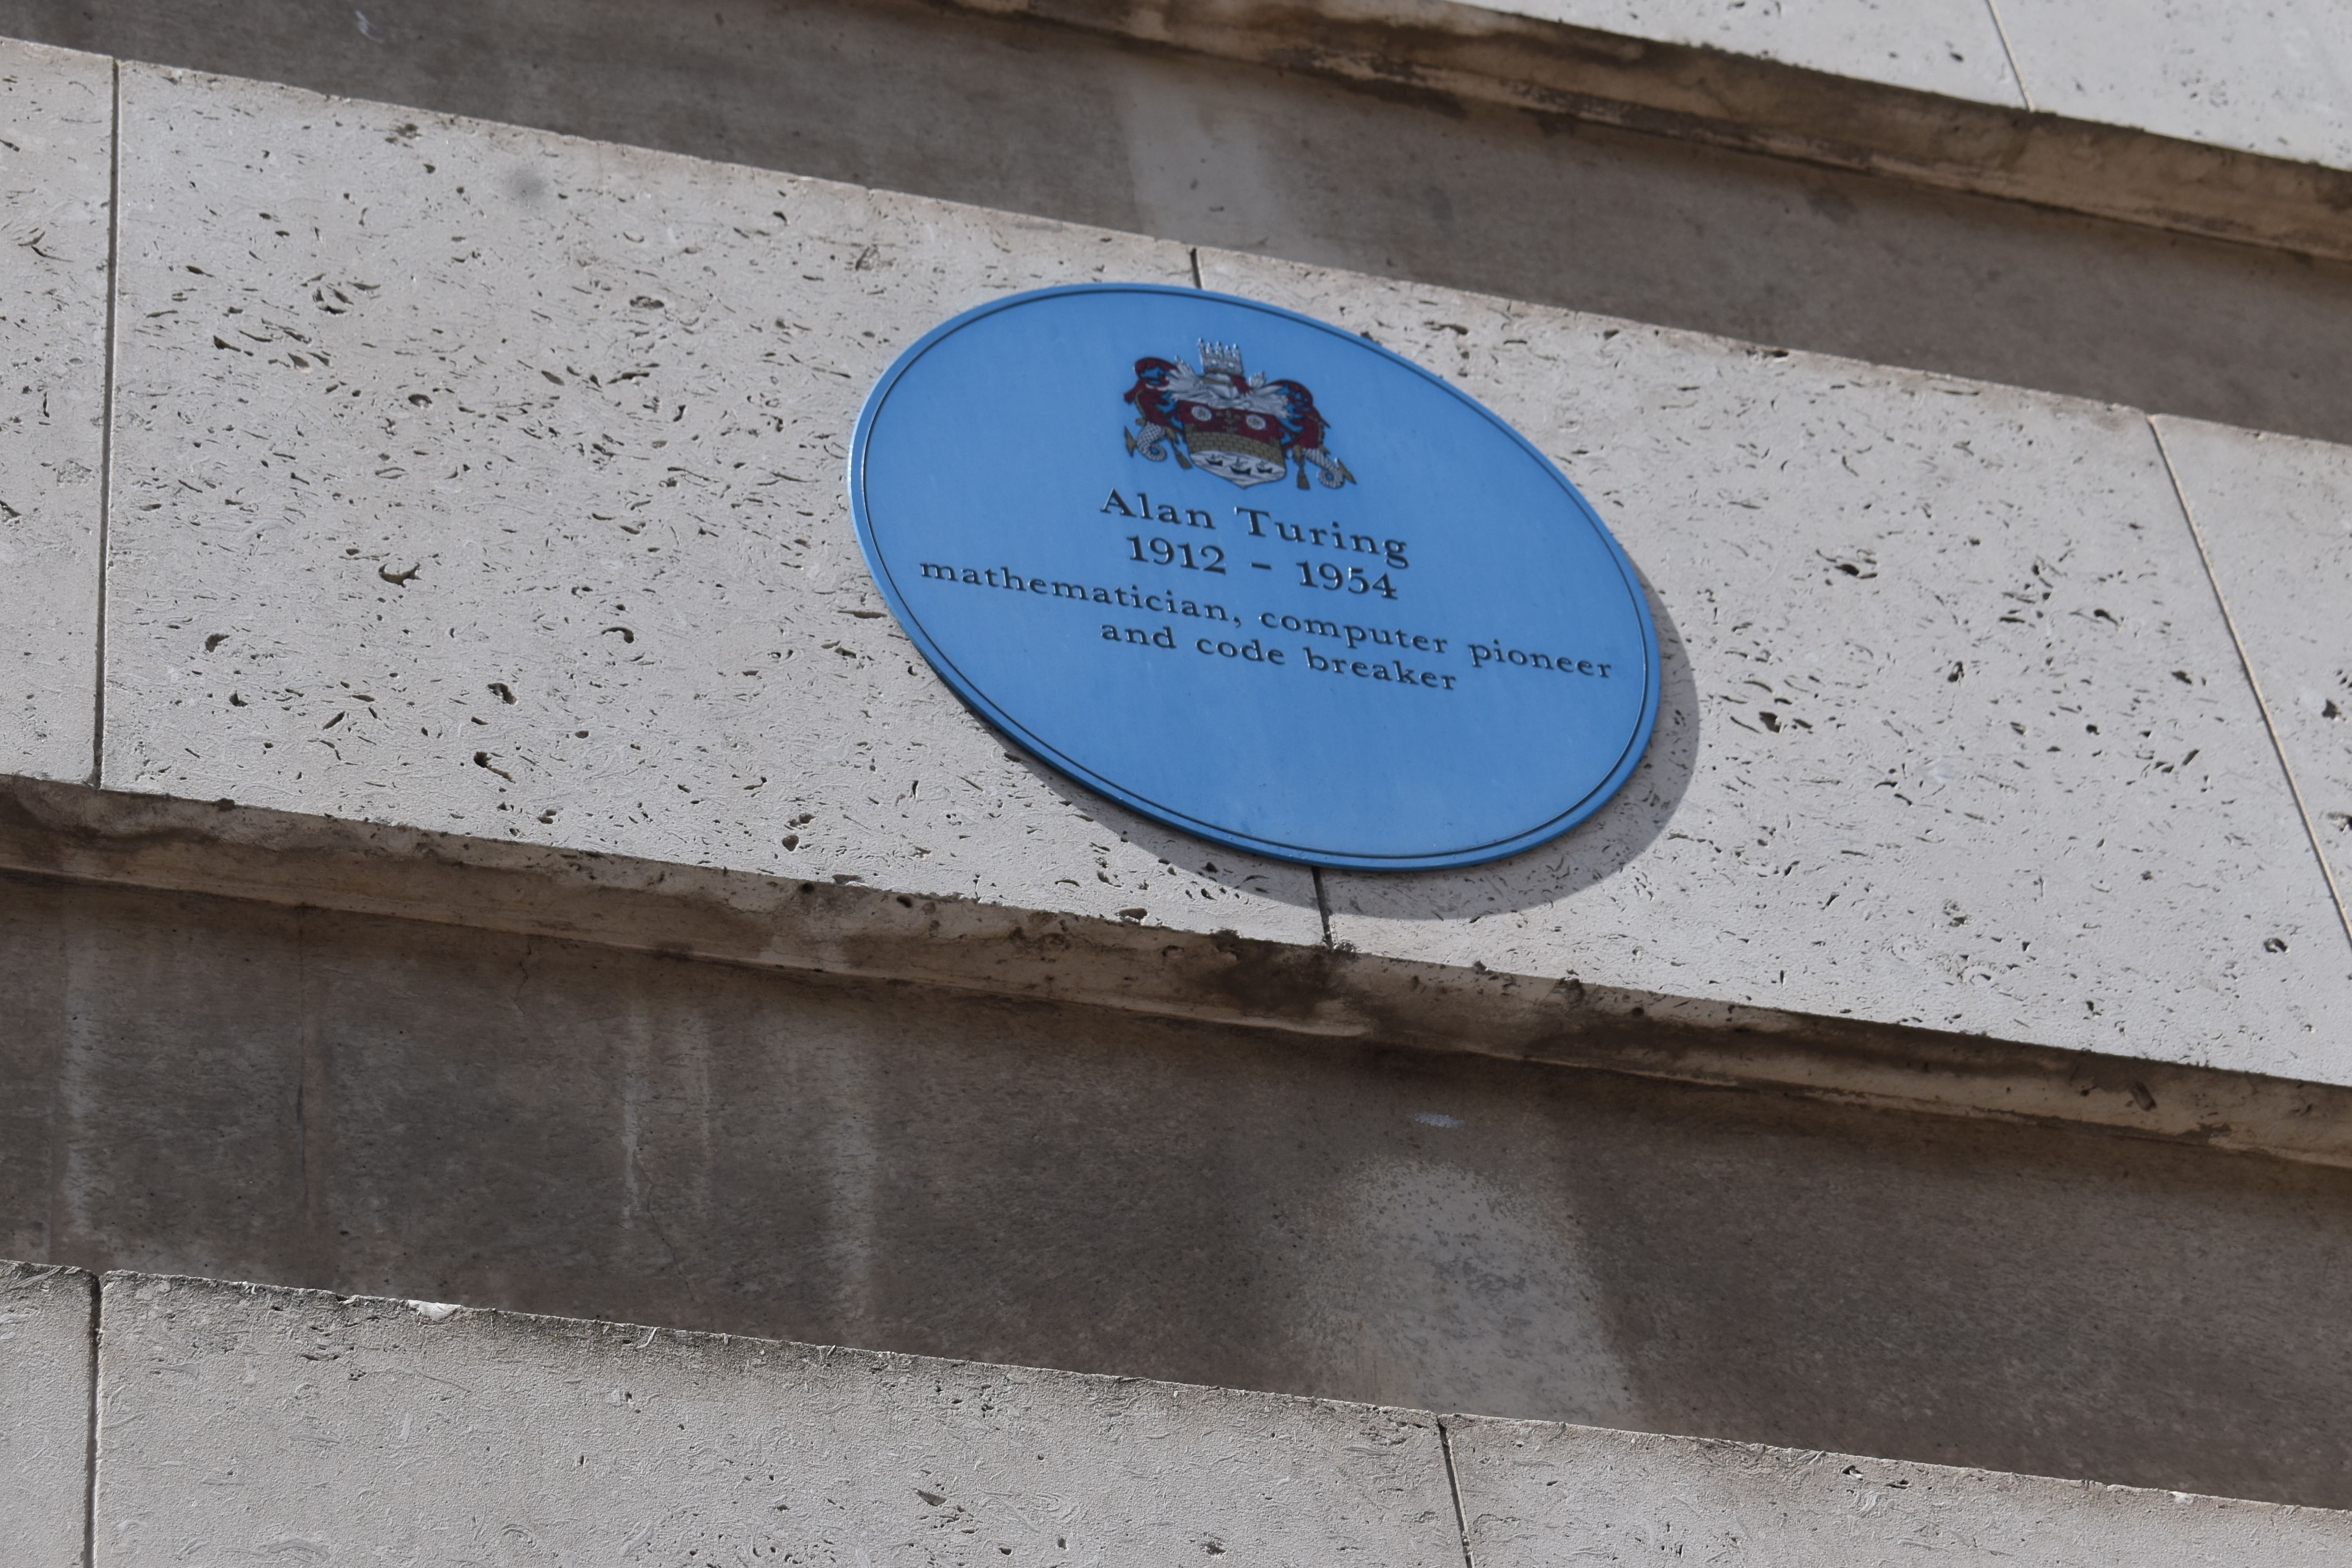 Alan Turing
1912 – 1954
mathematician, computer pioneer
and code breaker